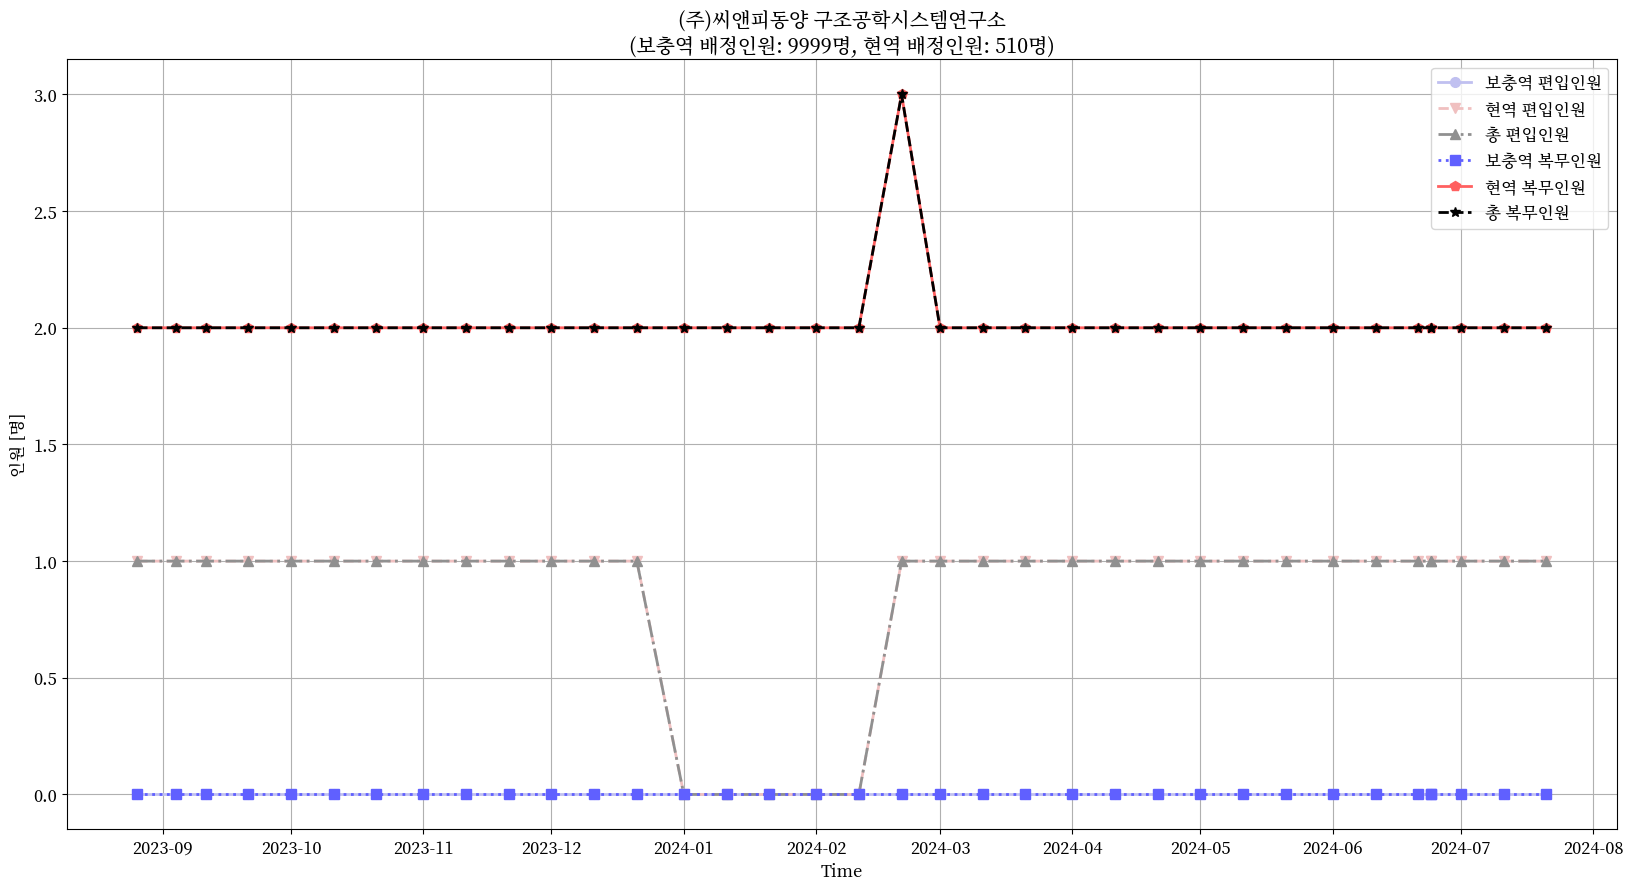 (주)씨앤피동양 구조공학시스템연구소
(보충역 배정인원: 9999명, 현역 배정인원: 510명)
보충역 편입인원
현역 편입인원
총 편입인원
보충역 복무인원
현역 복무인원
총 복무인원
인원 [명]
3.0
2.5
2.0
1.5
1.0
0.5
0.0
2023-09 2023-10 2023-11 2023-12 2024-01 2024-02 2024-03 2024-04 2024-05 2024-06 2024-07 2024-08
Time